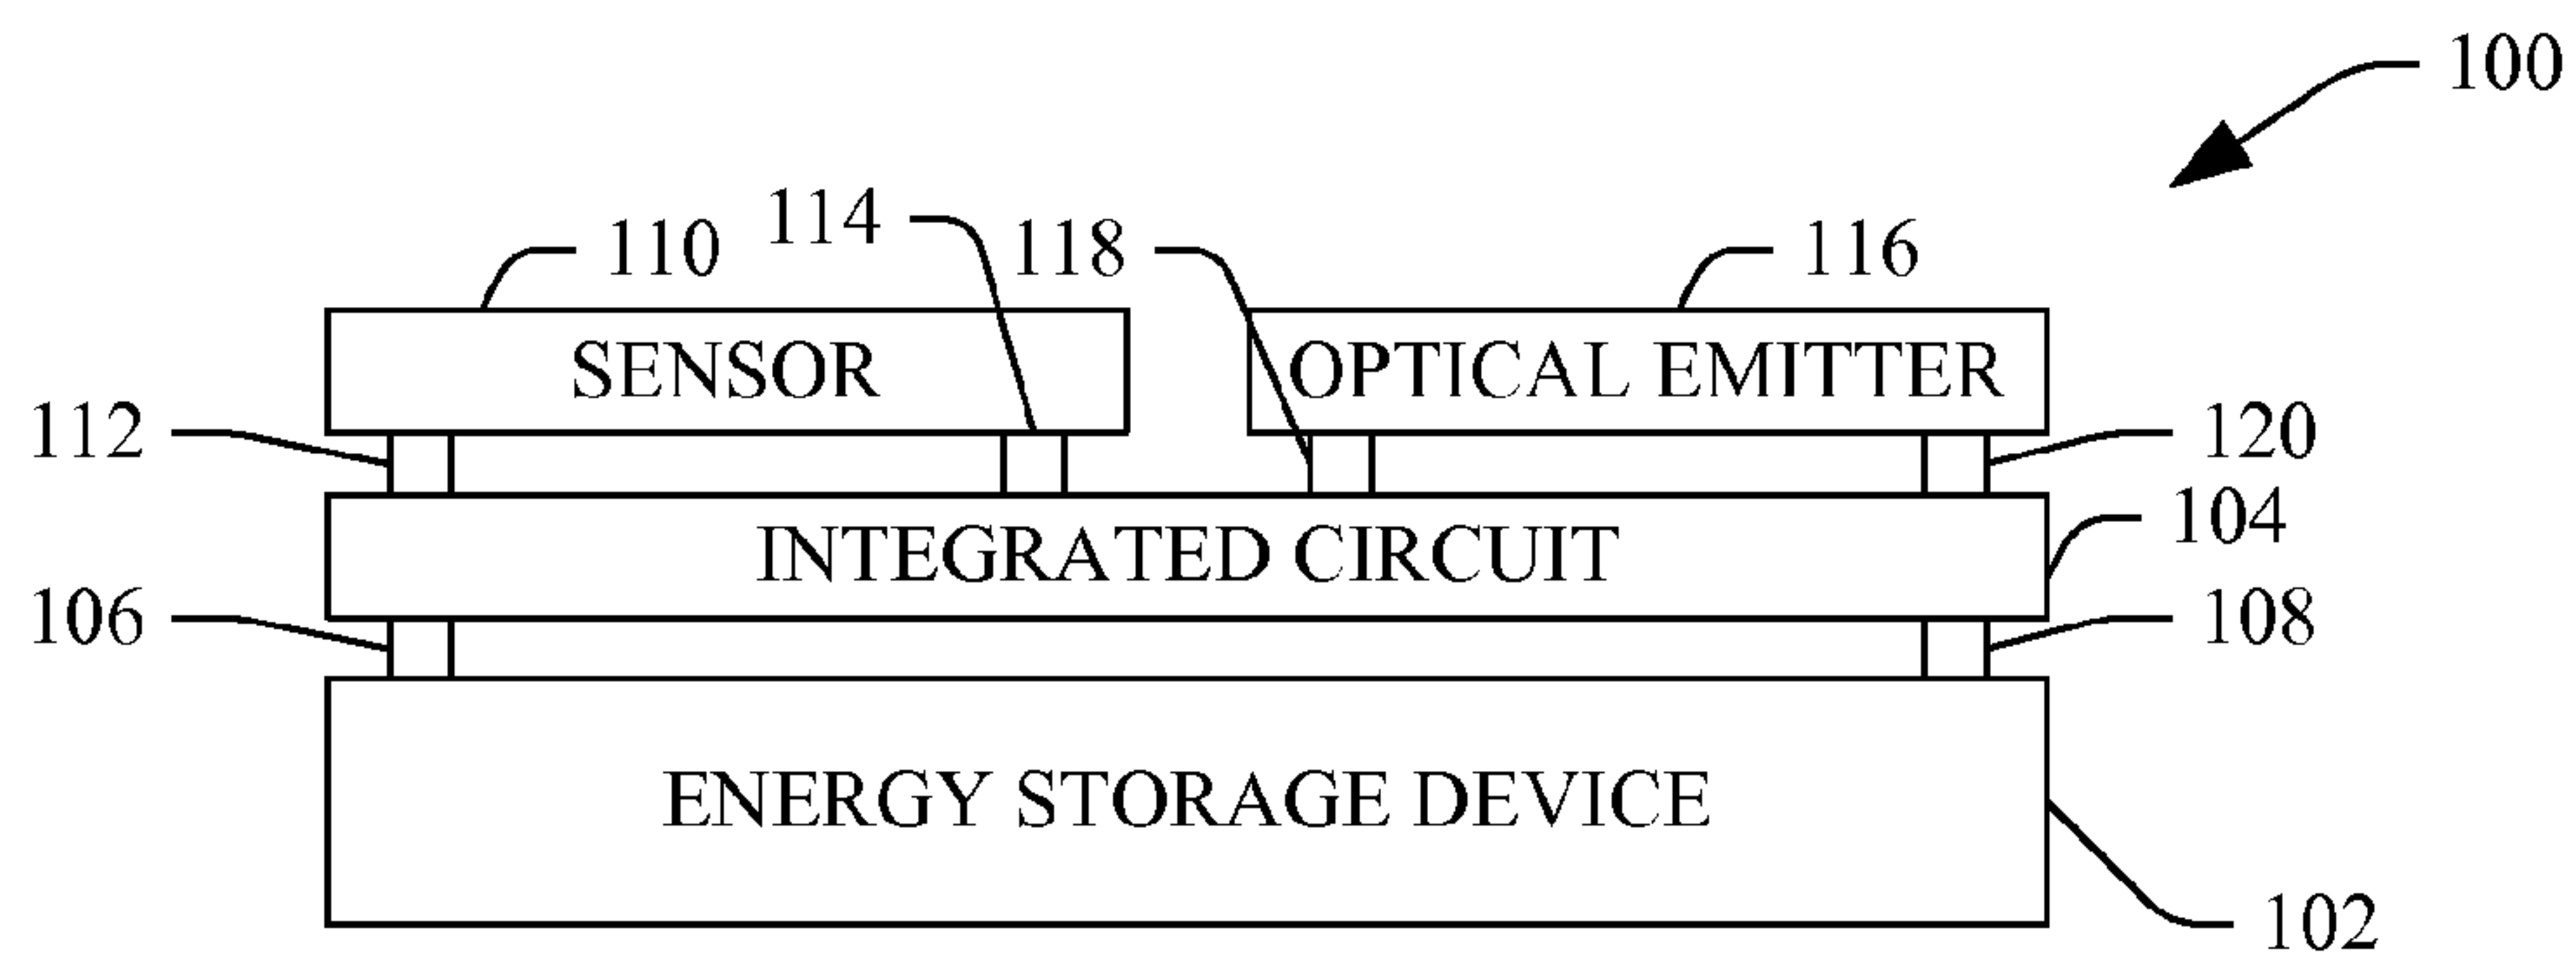 100
110 114 118 116
SENSOR OPTICAL EMITTER
112 120
104
INTEGRATED CIRCUIT
106 108
ENERGY STORAGE DEVICE
102